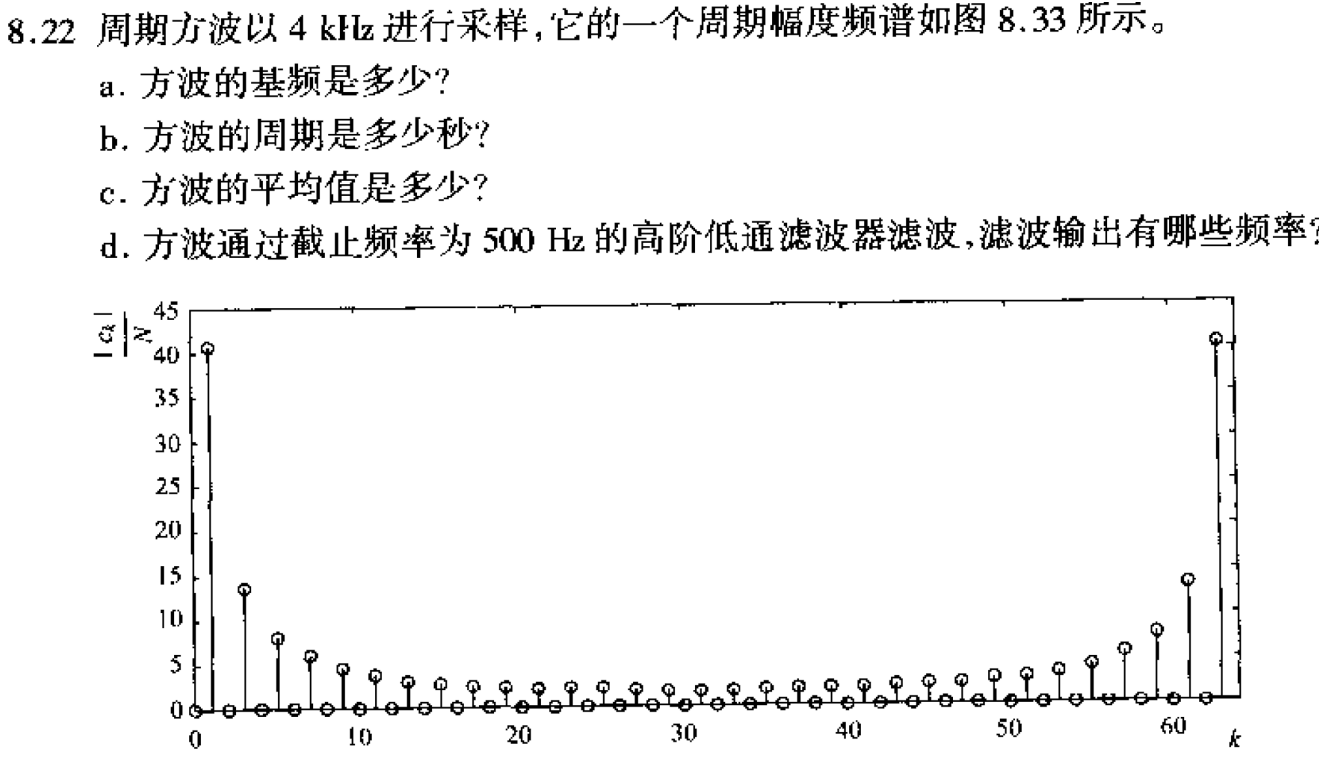 8.22 周期方波以 4 kHz 进行采样,它的一个周期幅度频谱如图 8.33 所示。
a. 方波的基频是多少?
b. 方波的周期是多少秒?
c. 方波的平均值是多少?
d. 方波通过截止频率为 500 Hz 的高阶低通滤波器滤波,滤波输出有哪些频率?
|cₖ|
N
45
40
35
30
25
20
15
10
5
0
0 10 20 30 40 50 60 k